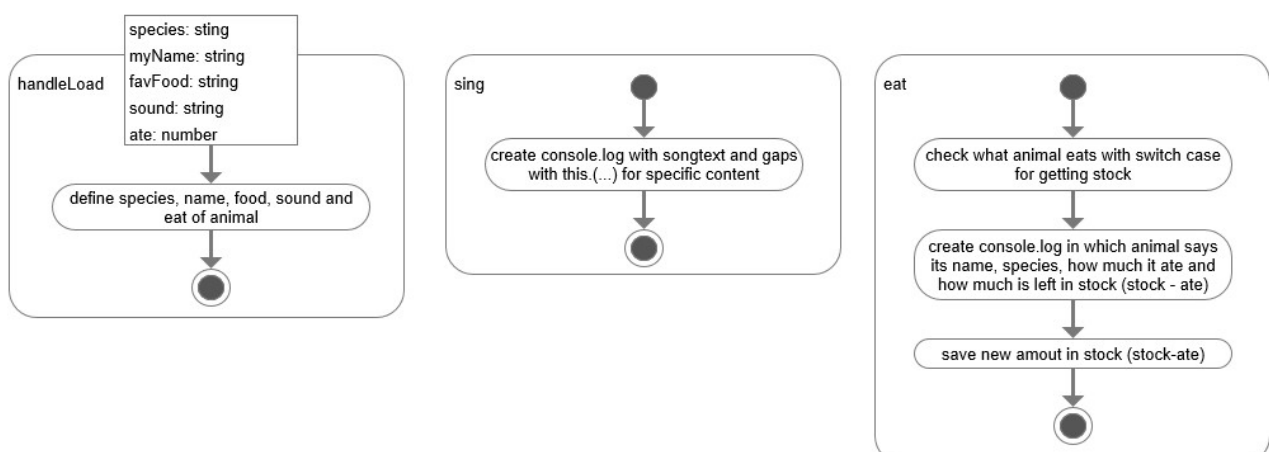 species: sting
myName: string
favFood: string
sound: string
ate: number
handleLoad
define species, name, food, sound and
eat of animal
sing
create console.log with songtext and gaps
with this.(...) for specific content
eat
check what animal eats with switch case
for getting stock
create console.log in which animal says
its name, species, how much it ate and
how much is left in stock (stock - ate)
save new amout in stock (stock-ate)